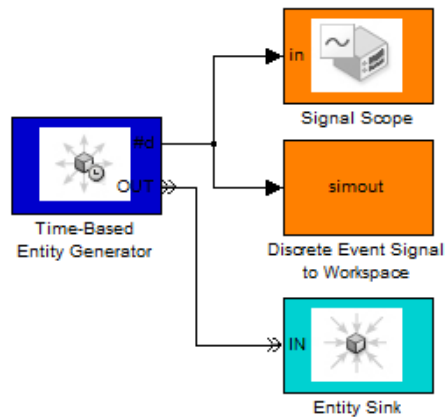 in
Signal Scope
#d
OUT
Time-Based
Entity Generator
simout
Discrete Event Signal
to Workspace
IN
Entity Sink